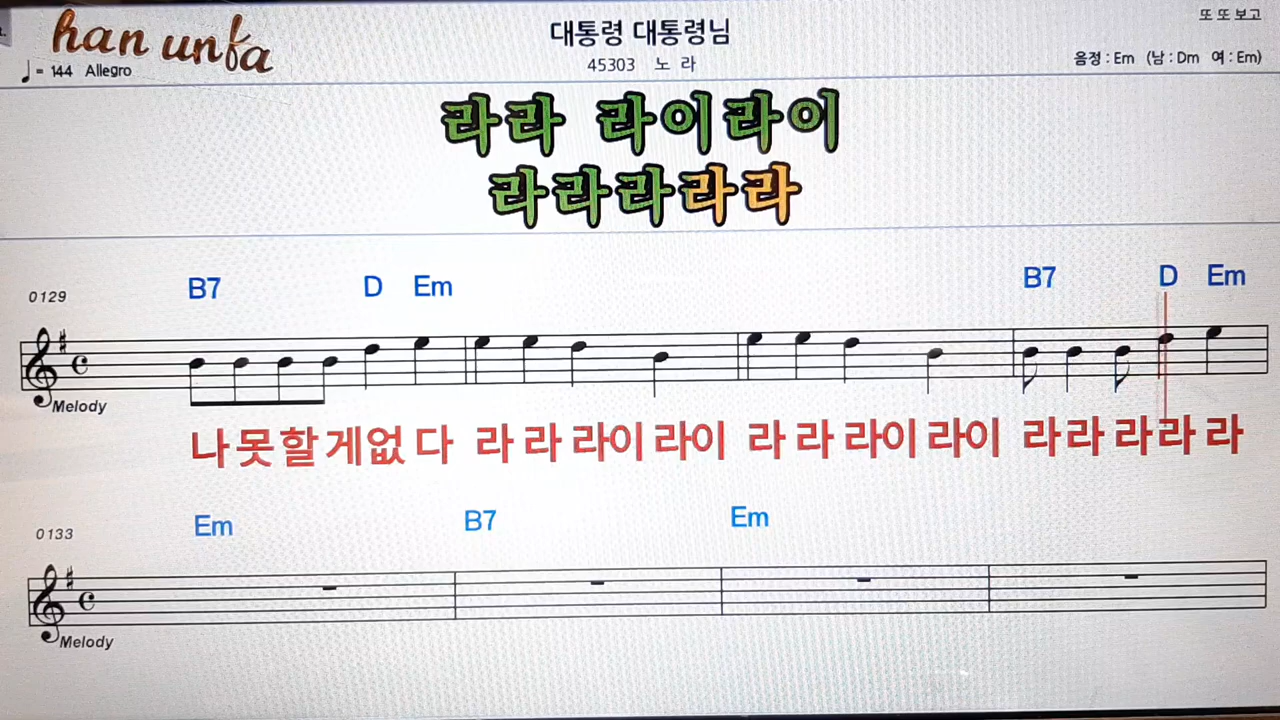 han unfa
대통령 대통령님
또 또 보고
♩= 144 Allegro
45303 노 라
음정 : Em (남 : Dm 여 : Em)
라라 라이라이
라라라라라
B7 D Em B7 D Em
0129
Melody
나 못 할 게 없 다 라 라 라이 라이 라 라 라이 라이 라 라 라 라 라
Em B7 Em
0133
Melody